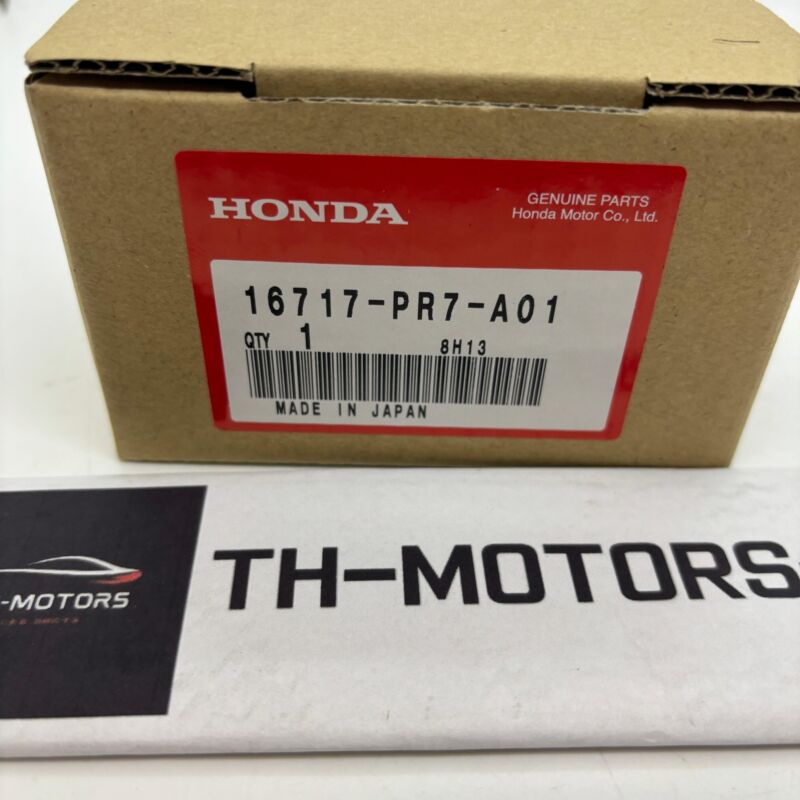 HONDA
GENUINE PARTS
Honda Motor Co., Ltd.
16717-PR7-A01
QTY 1 8H13
MADE IN JAPAN
TH-MOTORS
-MOTORS